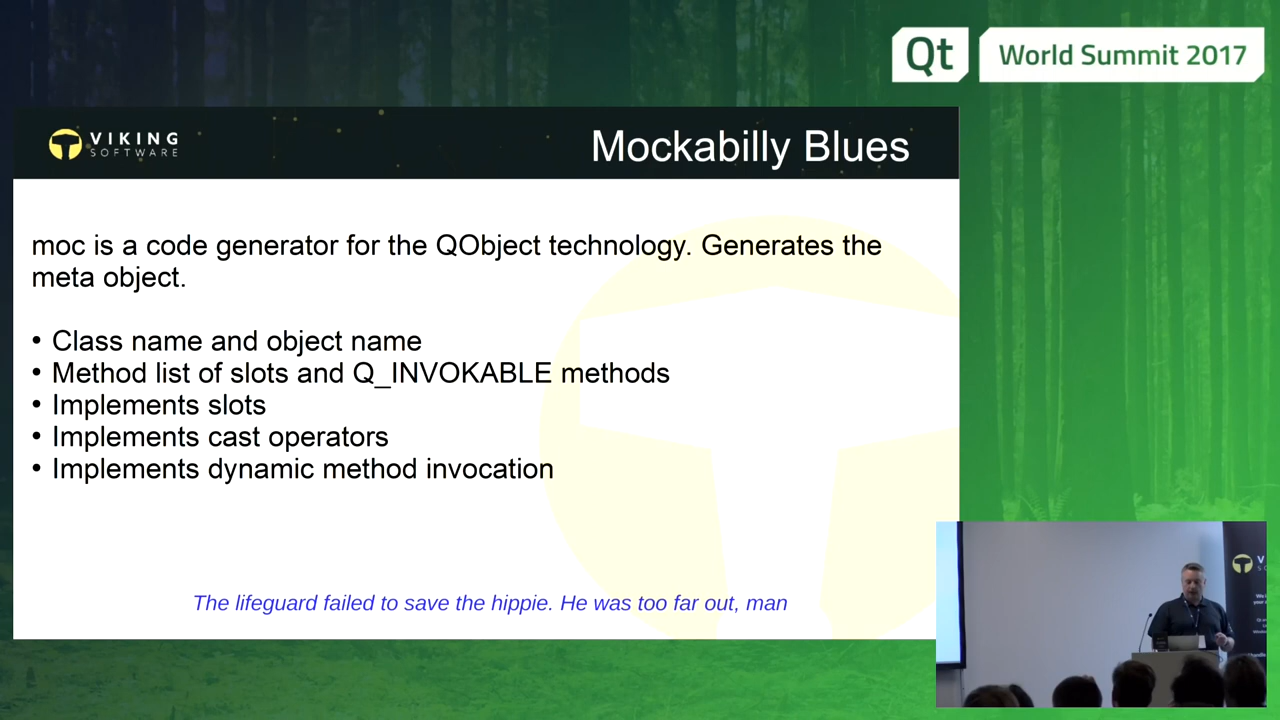 Qt World Summit 2017
VIKING
SOFTWARE
Mockabilly Blues
moc is a code generator for the QObject technology. Generates the
meta object.
• Class name and object name
• Method list of slots and Q_INVOKABLE methods
• Implements slots
• Implements cast operators
• Implements dynamic method invocation
The lifeguard failed to save the hippie. He was too far out, man